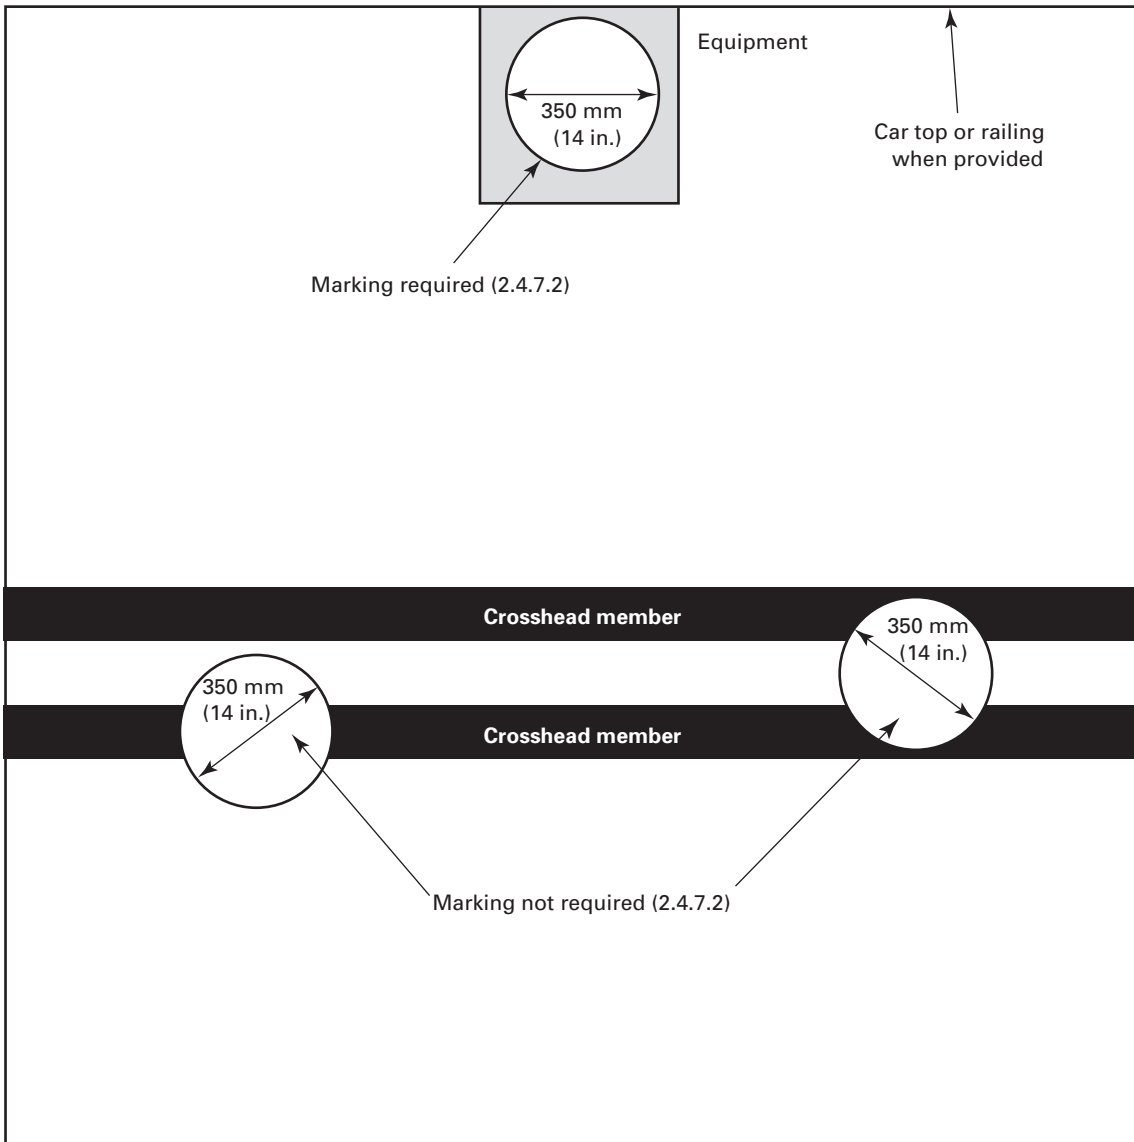 Equipment
350 mm
(14 in.)
Car top or railing
when provided
Marking required (2.4.7.2)
Crosshead member
350 mm
(14 in.)
350 mm
(14 in.)
Crosshead member
Marking not required (2.4.7.2)